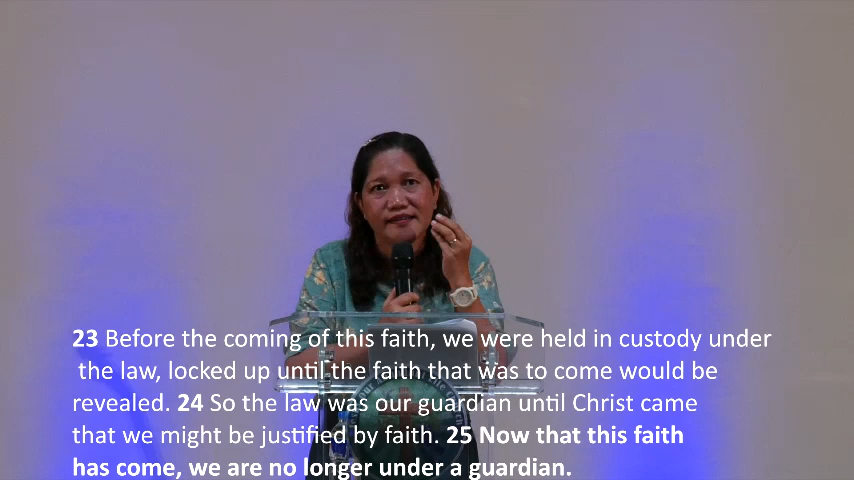 23 Before the coming of this faith, we were held in custody under
the law, locked up until the faith that was to come would be
revealed. 24 So the law was our guardian until Christ came
that we might be justified by faith. 25 Now that this faith
has come, we are no longer under a guardian.